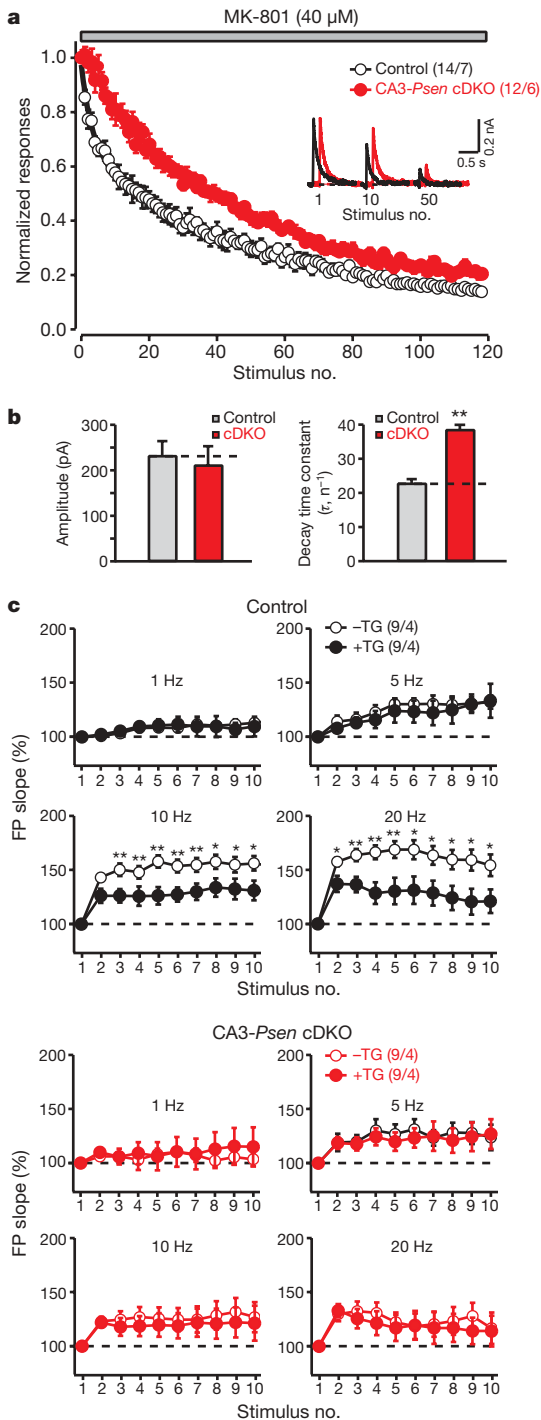 a
MK-801 (40 µM)
Normalized responses
1.0
0.8
0.6
0.4
0.2
0.0
0 20 40 60 80 100 120
Stimulus no.
Control (14/7)
CA3-Psen cDKO (12/6)
0.2 nA
0.5 s
1 10 50
Stimulus no.
b
Amplitude (pA)
300
200
100
0
Control
cDKO
Decay time constant
(τ, n⁻¹)
60
40
20
0
Control
cDKO
**
c
Control
FP slope (%)
200
150
100
1 Hz
1 2 3 4 5 6 7 8 9 10
–TG (9/4)
+TG (9/4)
200
150
100
5 Hz
1 2 3 4 5 6 7 8 9 10
200
150
100
10 Hz
** ** ** ** ** * * *
1 2 3 4 5 6 7 8 9 10
200
150
100
20 Hz
* ** ** ** * * * * *
1 2 3 4 5 6 7 8 9 10
Stimulus no.
CA3-Psen cDKO
FP slope (%)
200
150
100
1 Hz
1 2 3 4 5 6 7 8 9 10
–TG (9/4)
+TG (9/4)
200
150
100
5 Hz
1 2 3 4 5 6 7 8 9 10
200
150
100
10 Hz
1 2 3 4 5 6 7 8 9 10
200
150
100
20 Hz
1 2 3 4 5 6 7 8 9 10
Stimulus no.